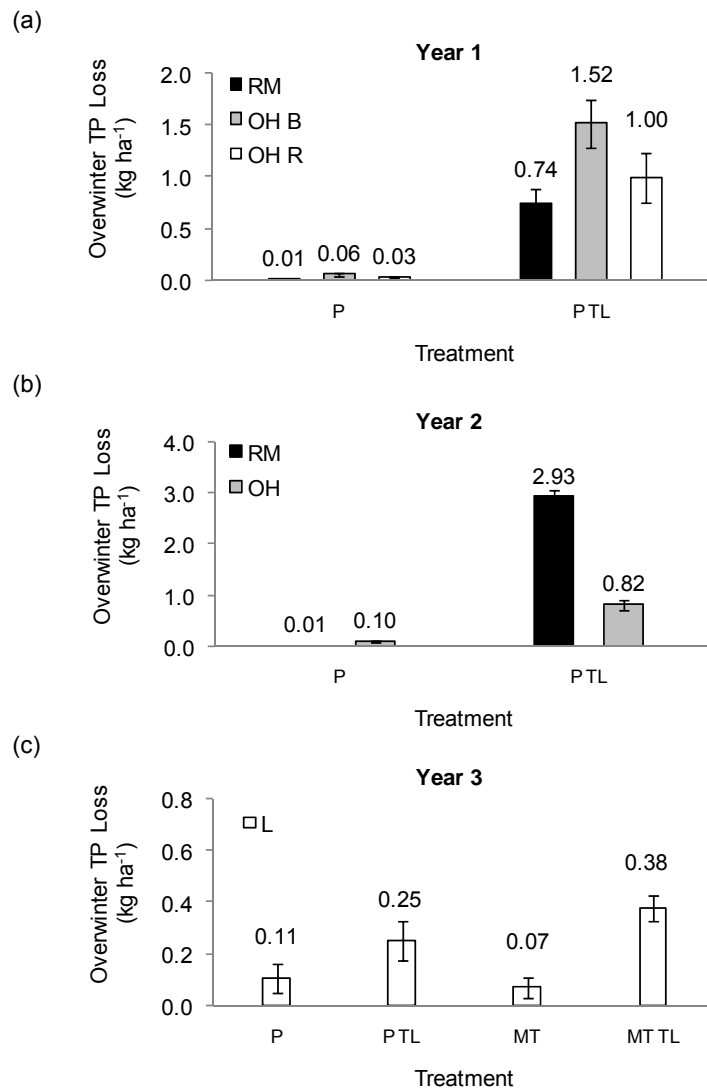 (a)
Year 1
Overwinter TP Loss
(kg ha-1)
2.0
1.5
1.0
0.5
0.0
RM
OH B
OH R
0.01
0.06
0.03
0.74
1.52
1.00
P
P TL
Treatment
(b)
Year 2
Overwinter TP Loss
(kg ha-1)
4.0
3.0
2.0
1.0
0.0
RM
OH
0.01
0.10
2.93
0.82
P
P TL
Treatment
(c)
Year 3
Overwinter TP Loss
(kg ha-1)
0.8
0.6
0.4
0.2
0.0
L
0.11
0.25
0.07
0.38
P
P TL
MT
MT TL
Treatment